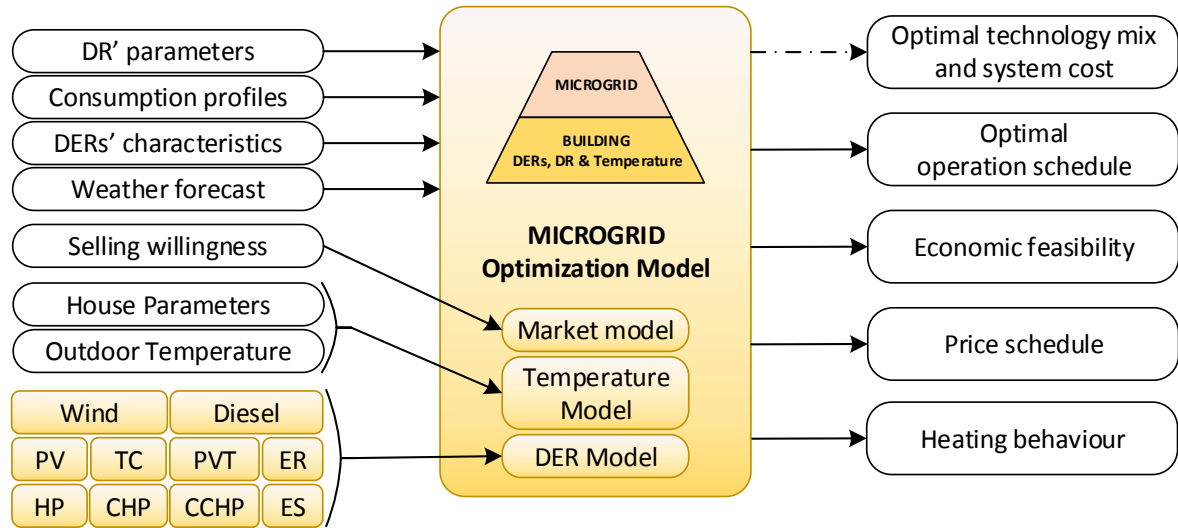 DR' parameters
Consumption profiles
DERs' characteristics
Weather forecast
Selling willingness
House Parameters
Outdoor Temperature
Wind
Diesel
PV
TC
PVT
ER
HP
CHP
CCHP
ES
MICROGRID
BUILDING
DERs, DR & Temperature
MICROGRID
Optimization Model
Market model
Temperature
Model
DER Model
Optimal technology mix
and system cost
Optimal
operation schedule
Economic feasibility
Price schedule
Heating behaviour